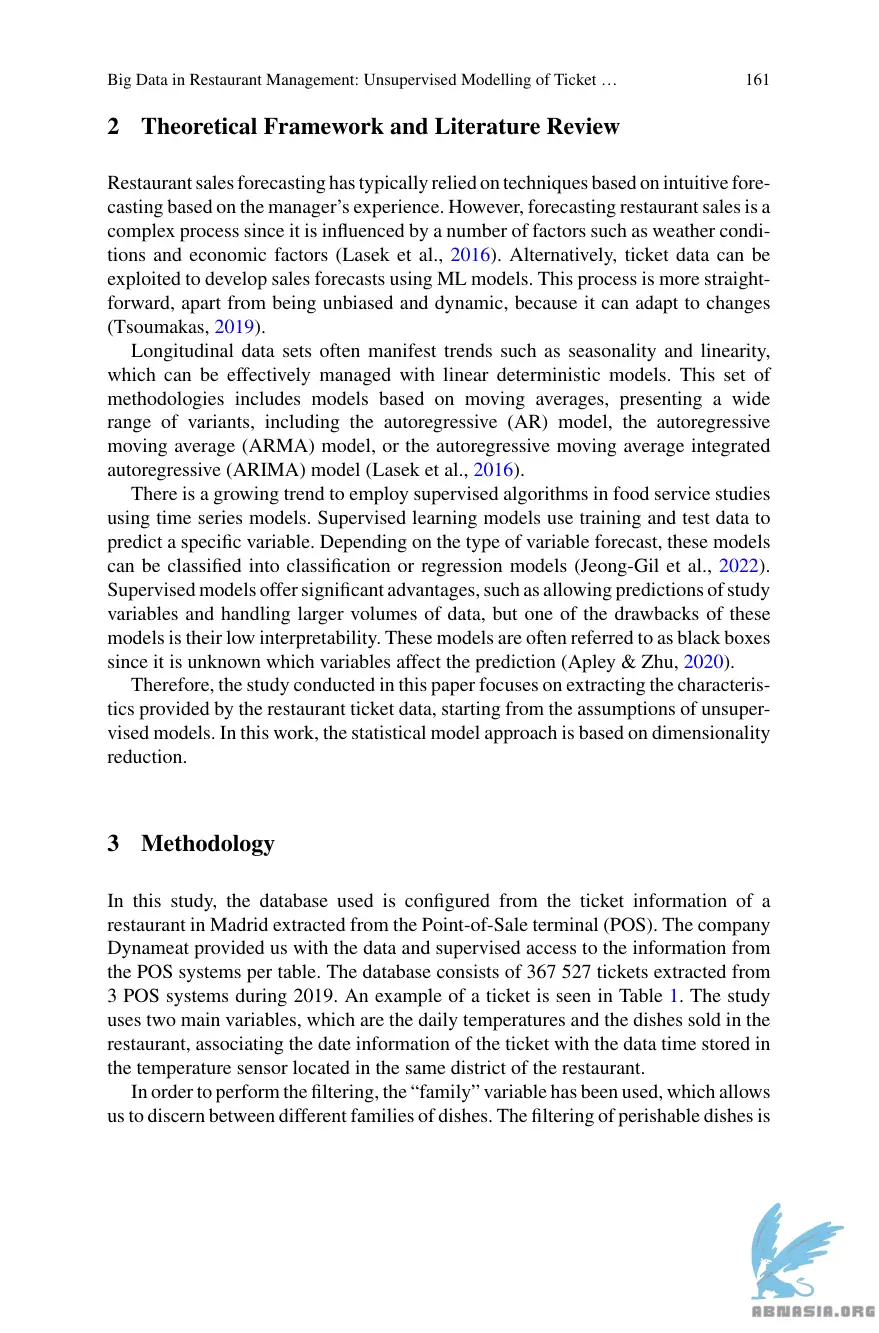 Big Data in Restaurant Management: Unsupervised Modelling of Ticket … 161
2 Theoretical Framework and Literature Review
Restaurant sales forecasting has typically relied on techniques based on intuitive fore-
casting based on the manager’s experience. However, forecasting restaurant sales is a
complex process since it is influenced by a number of factors such as weather condi-
tions and economic factors (Lasek et al., 2016). Alternatively, ticket data can be
exploited to develop sales forecasts using ML models. This process is more straight-
forward, apart from being unbiased and dynamic, because it can adapt to changes
(Tsoumakas, 2019).
Longitudinal data sets often manifest trends such as seasonality and linearity,
which can be effectively managed with linear deterministic models. This set of
methodologies includes models based on moving averages, presenting a wide
range of variants, including the autoregressive (AR) model, the autoregressive
moving average (ARMA) model, or the autoregressive moving average integrated
autoregressive (ARIMA) model (Lasek et al., 2016).
There is a growing trend to employ supervised algorithms in food service studies
using time series models. Supervised learning models use training and test data to
predict a specific variable. Depending on the type of variable forecast, these models
can be classified into classification or regression models (Jeong-Gil et al., 2022).
Supervised models offer significant advantages, such as allowing predictions of study
variables and handling larger volumes of data, but one of the drawbacks of these
models is their low interpretability. These models are often referred to as black boxes
since it is unknown which variables affect the prediction (Apley & Zhu, 2020).
Therefore, the study conducted in this paper focuses on extracting the characteris-
tics provided by the restaurant ticket data, starting from the assumptions of unsuper-
vised models. In this work, the statistical model approach is based on dimensionality
reduction.
3 Methodology
In this study, the database used is configured from the ticket information of a
restaurant in Madrid extracted from the Point-of-Sale terminal (POS). The company
Dynameat provided us with the data and supervised access to the information from
the POS systems per table. The database consists of 367 527 tickets extracted from
3 POS systems during 2019. An example of a ticket is seen in Table 1. The study
uses two main variables, which are the daily temperatures and the dishes sold in the
restaurant, associating the date information of the ticket with the data time stored in
the temperature sensor located in the same district of the restaurant.
In order to perform the filtering, the “family” variable has been used, which allows
us to discern between different families of dishes. The filtering of perishable dishes is
ABNASIA.ORG